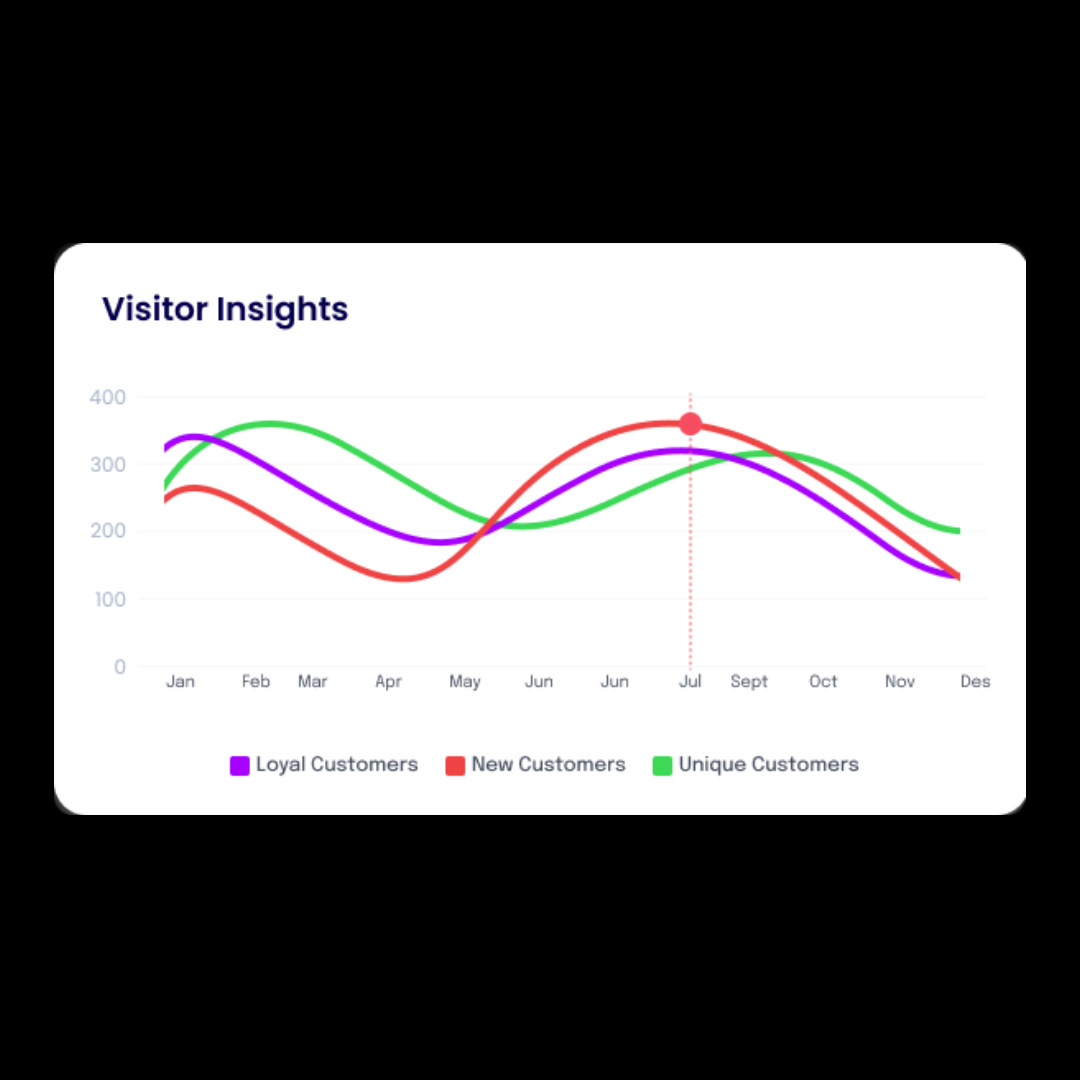 Visitor Insights
400
300
200
100
0
Jan Feb Mar Apr May Jun Jun Jul Sept Oct Nov Des
Loyal Customers New Customers Unique Customers